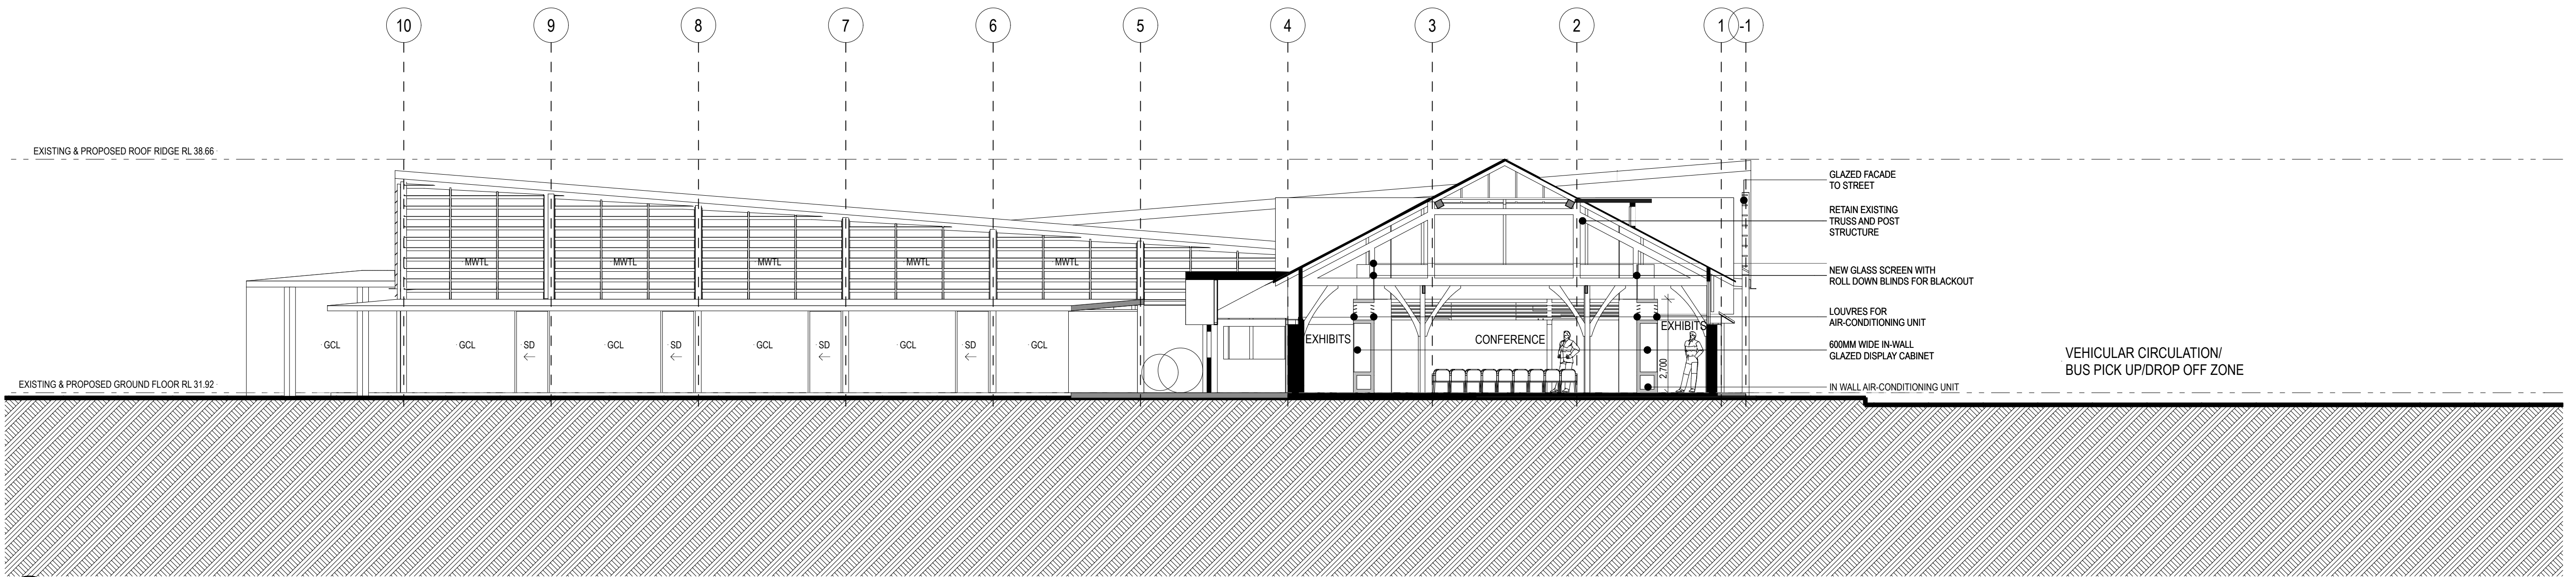 10 9 8 7 6 5 4 3 2 1 -1
EXISTING & PROPOSED ROOF RIDGE RL 38.66
GLAZED FACADE
TO STREET
RETAIN EXISTING
TRUSS AND POST
STRUCTURE
MWTL MWTL MWTL MWTL MWTL
NEW GLASS SCREEN WITH
ROLL DOWN BLINDS FOR BLACKOUT
LOUVRES FOR
AIR-CONDITIONING UNIT
EXHIBITS CONFERENCE EXHIBITS
GCL GCL SD GCL SD GCL SD GCL SD GCL
600MM WIDE IN-WALL
GLAZED DISPLAY CABINET
2,700
VEHICULAR CIRCULATION/
BUS PICK UP/DROP OFF ZONE
EXISTING & PROPOSED GROUND FLOOR RL 31.92
IN WALL AIR-CONDITIONING UNIT